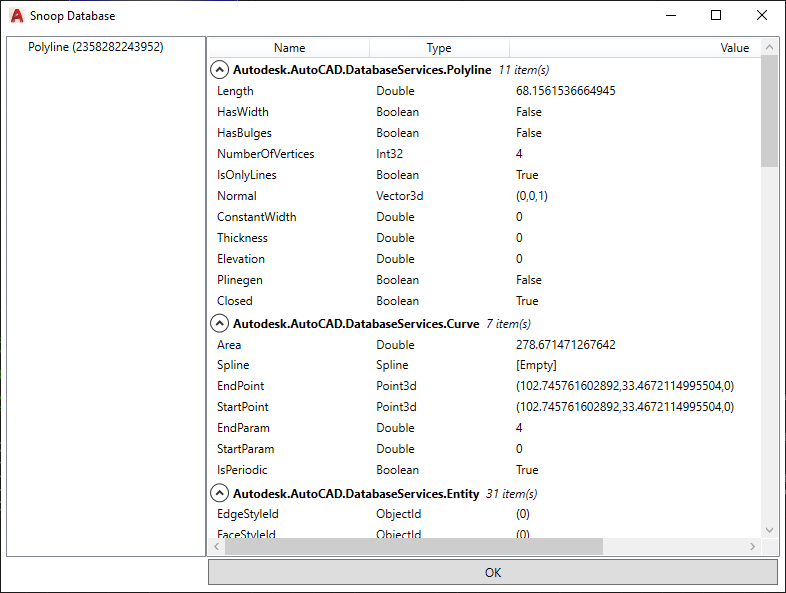 Snoop Database
Polyline (2358282243952)
Name Type Value
Autodesk.AutoCAD.DatabaseServices.Polyline 11 item(s)
Length Double 68.1561536664945
HasWidth Boolean False
HasBulges Boolean False
NumberOfVertices Int32 4
IsOnlyLines Boolean True
Normal Vector3d (0,0,1)
ConstantWidth Double 0
Thickness Double 0
Elevation Double 0
Plinegen Boolean False
Closed Boolean True
Autodesk.AutoCAD.DatabaseServices.Curve 7 item(s)
Area Double 278.671471267642
Spline Spline [Empty]
EndPoint Point3d (102.745761602892,33.4672114995504,0)
StartPoint Point3d (102.745761602892,33.4672114995504,0)
EndParam Double 4
StartParam Double 0
IsPeriodic Boolean True
Autodesk.AutoCAD.DatabaseServices.Entity 31 item(s)
EdgeStyleId ObjectId (0)
FaceStyleId ObjectId (0)
OK